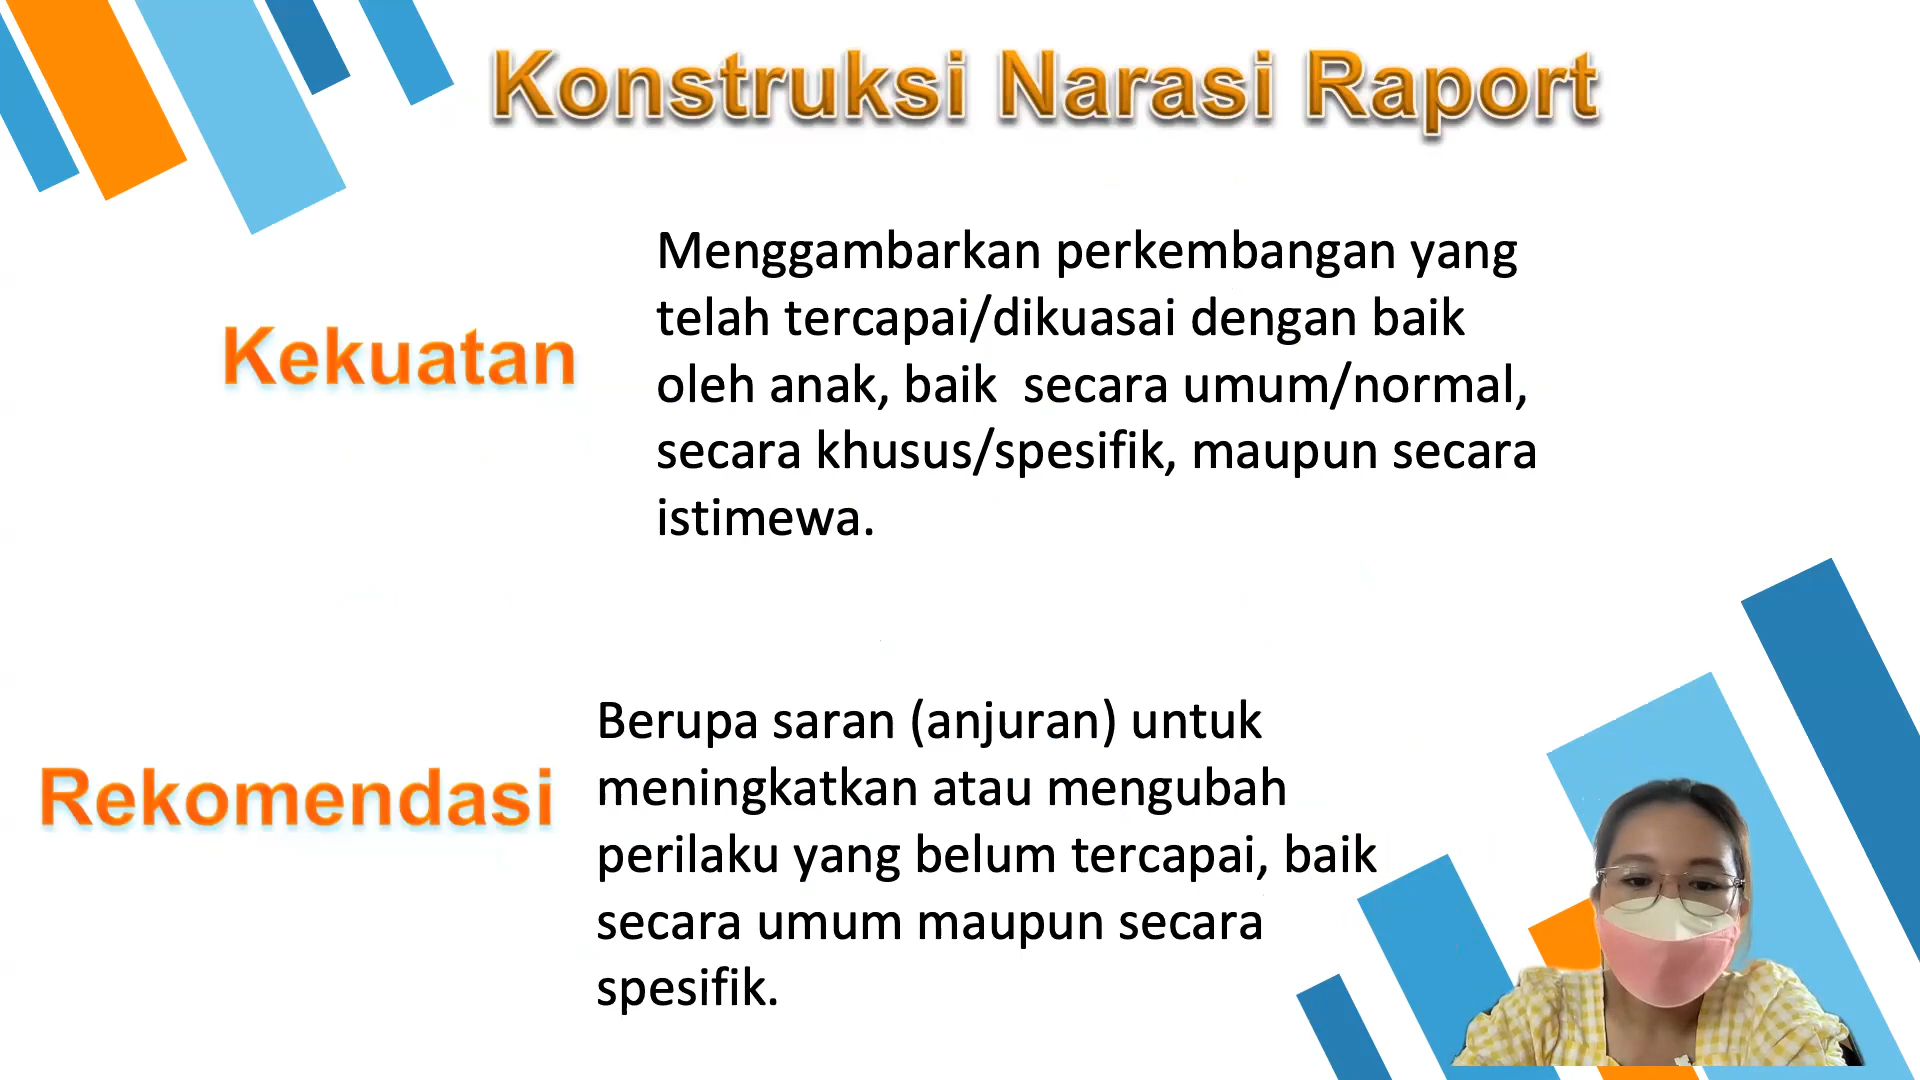 Konstruksi Narasi Raport
Kekuatan
Menggambarkan perkembangan yang
telah tercapai/dikuasai dengan baik
oleh anak, baik  secara umum/normal,
secara khusus/spesifik, maupun secara
istimewa.
Rekomendasi
Berupa saran (anjuran) untuk
meningkatkan atau mengubah
perilaku yang belum tercapai, baik
secara umum maupun secara
spesifik.